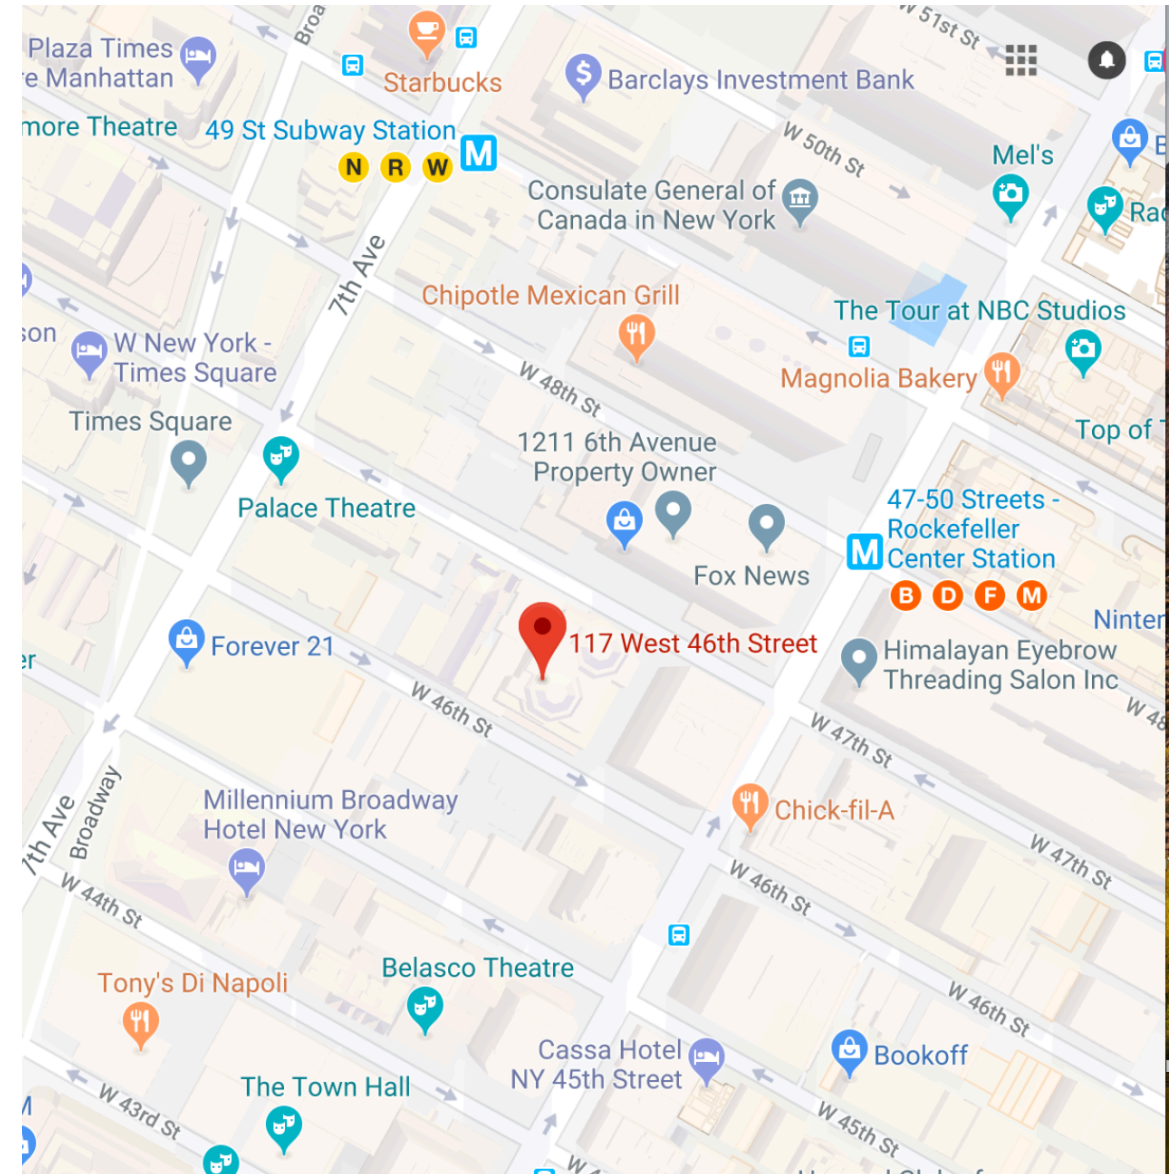 Broa
W 51st St
Plaza Times
e Manhattan
Starbucks
$
Barclays Investment Bank
more Theatre
49 St Subway Station
M
N R W
W 50th St
Mel's
Consulate General of
Canada in New York
7th Ave
Chipotle Mexican Grill
The Tour at NBC Studios
son
W New York -
Times Square
W 48th St
Magnolia Bakery
Times Square
1211 6th Avenue
Property Owner
Top of
Palace Theatre
47-50 Streets -
Rockefeller
Center Station
M
B D F M
Fox News
Ninter
Forever 21
117 West 46th Street
Himalayan Eyebrow
Threading Salon Inc
er
W 46th St
W 48
W 47th St
Millennium Broadway
Hotel New York
Chick-fil-A
7th Ave
Broadway
W 47th St
W 44th St
W 46th St
Belasco Theatre
Tony's Di Napoli
W 46th St
Cassa Hotel
NY 45th Street
Bookoff
The Town Hall
W 43rd St
W 45th St